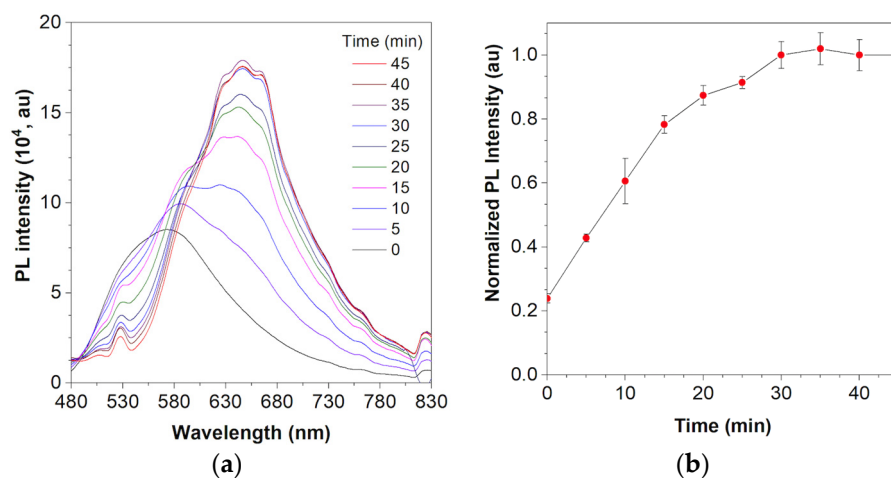 20
15
10
5
0
PL intensity (10⁴, au)
Time (min)
45
40
35
30
25
20
15
10
5
0
480 530 580 630 680 730 780 830
Wavelength (nm)
(a)
1.0
0.8
0.6
0.4
0.2
0.0
Normalized PL Intensity (au)
0 10 20 30 40
Time (min)
(b)